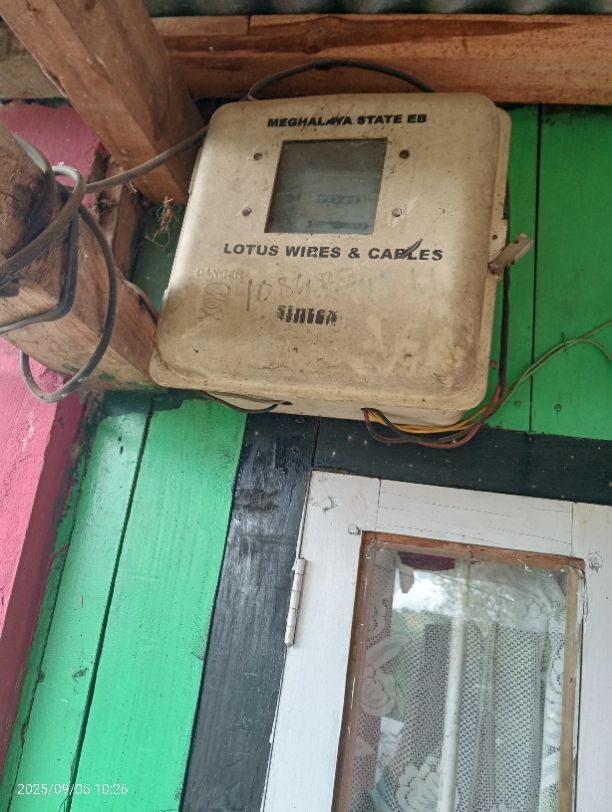 MEGHALAYA STATE EB
LOTUS WIRES & CABLES
DANGER
sintex
2025/09/06 10:26